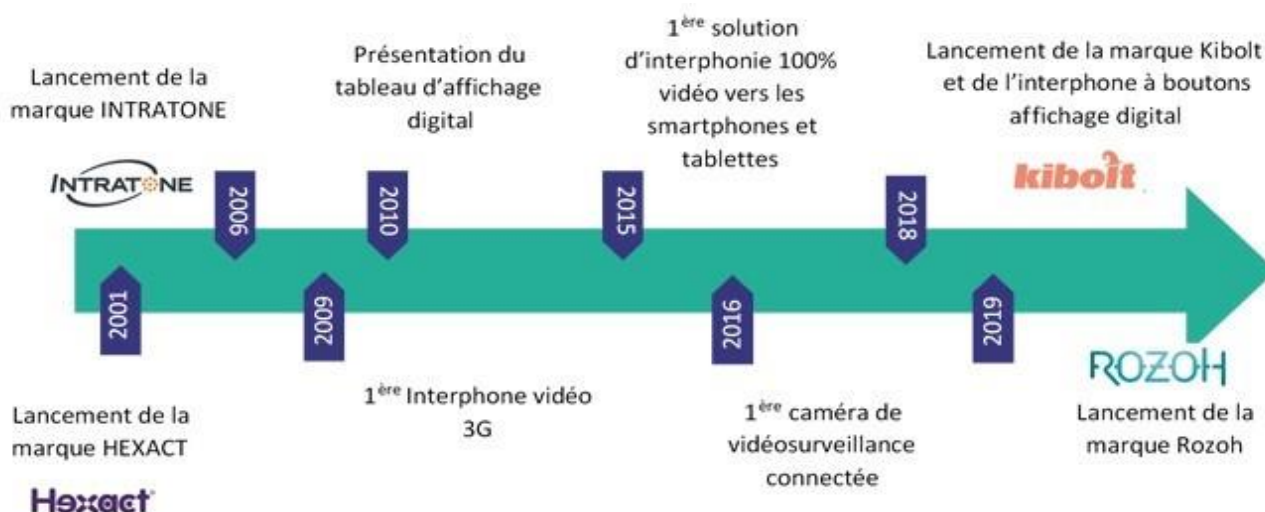 Lancement de la
marque INTRATONE
INTRATONE
2006
Présentation du
tableau d'affichage
digital
2010
1ère solution
d'interphonie 100%
vidéo vers les
smartphones et
tablettes
2015
Lancement de la marque Kibolt
et de l'interphone à boutons
affichage digital
kibolt
2018
2001
Lancement de la
marque HEXACT
Hexact
2009
1ère Interphone vidéo
3G
2016
1ère caméra de
vidéosurveillance
connectée
2019
ROZOH
Lancement de la
marque Rozoh